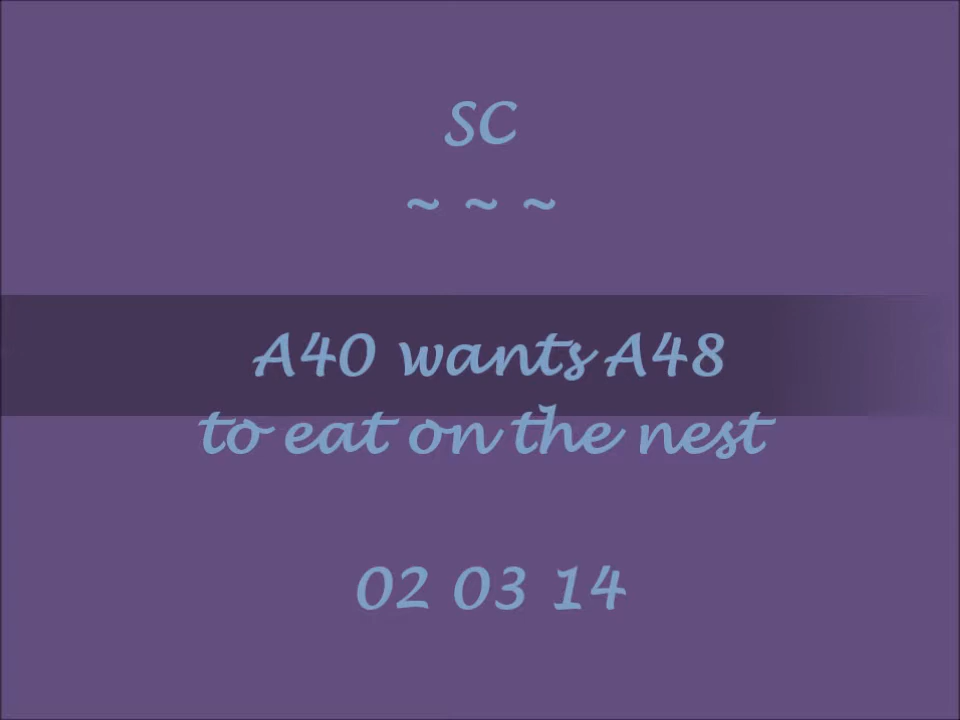 SC
~ ~ ~
A40 wants A48
to eat on the nest
02 03 14